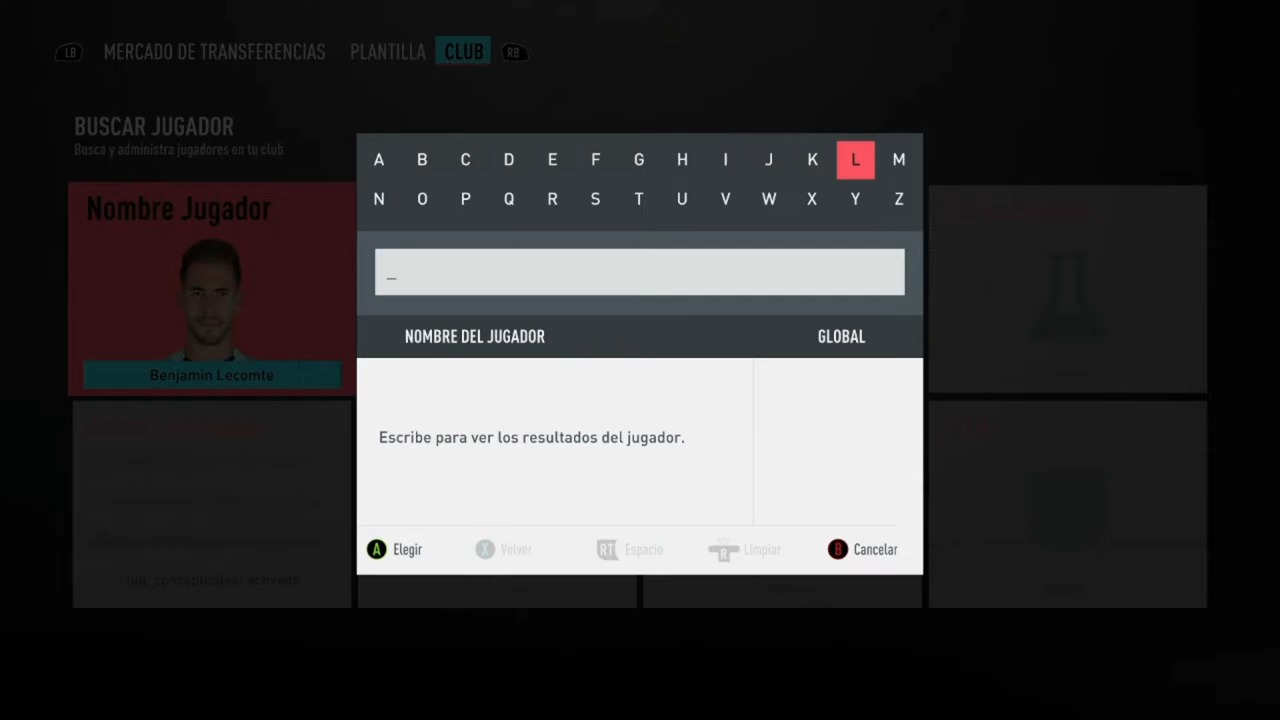 LB MERCADO DE TRANSFERENCIAS PLANTILLA CLUB RB
BUSCAR JUGADOR
Busca y administra jugadores en tu club
Nombre Jugador
Benjamin Lecomte
A B C D E F G H I J K L M
N O P Q R S T U V W X Y Z
_
NOMBRE DEL JUGADOR GLOBAL
Escribe para ver los resultados del jugador.
A Elegir X Volver RT Espacio R Limpiar B Cancelar